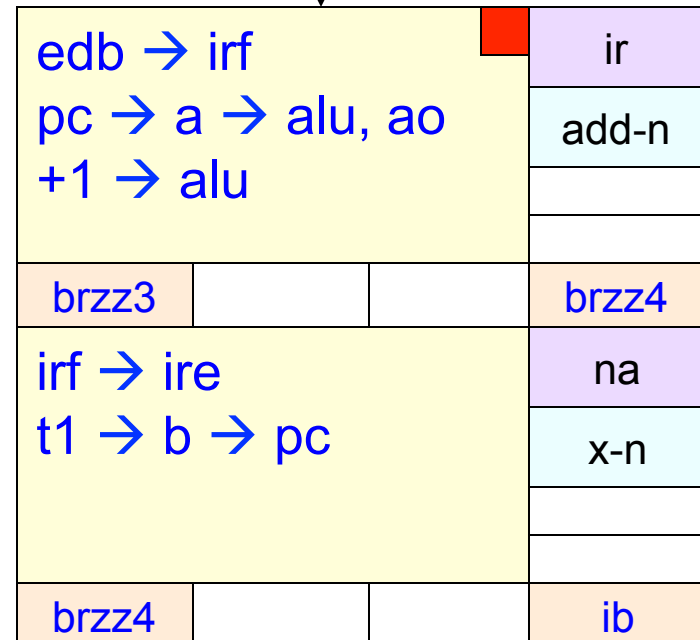 edb → irf
pc → a → alu, ao
+1 → alu
ir
add-n
brzz3
brzz4
irf → ire
t1 → b → pc
na
x-n
brzz4
ib